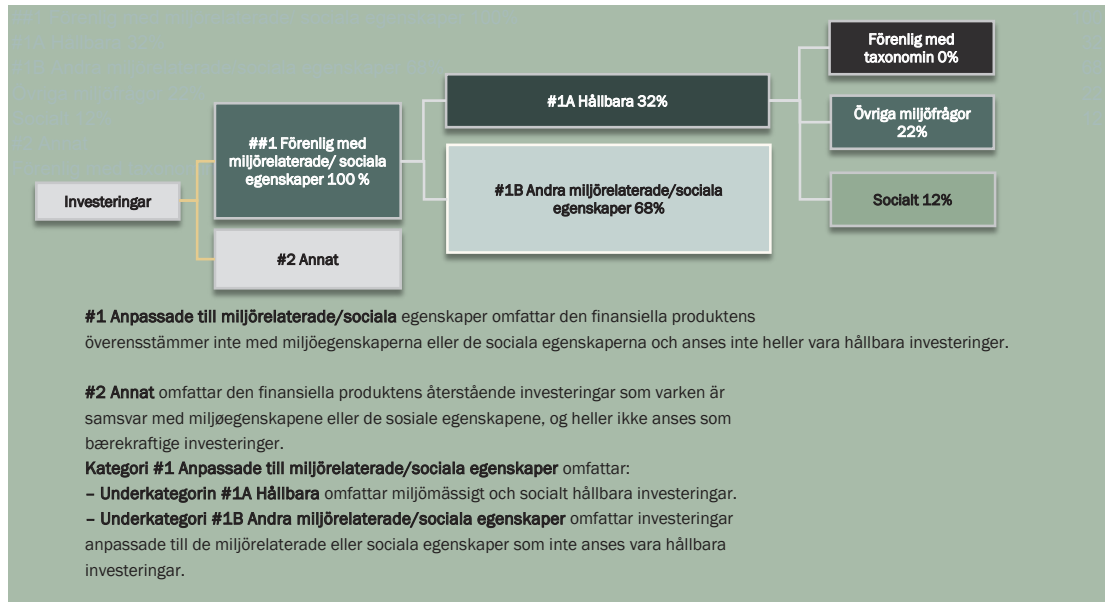 Förenlig med
taxonomin 0%
#1A Hållbara 32%
Övriga miljöfrågor
22%
##1 Förenlig med
miljörelaterade/ sociala
egenskaper 100 %
#1B Andra miljörelaterade/sociala
egenskaper 68%
Investeringar
Socialt 12%
#2 Annat
#1 Anpassade till miljörelaterade/sociala egenskaper omfattar den finansiella produktens
överensstämmer inte med miljöegenskaperna eller de sociala egenskaperna och anses inte heller vara hållbara investeringer.
#2 Annat omfattar den finansiella produktens återstående investeringar som varken är
samsvar med miljøegenskapene eller de sosiale egenskapene, og heller ikke anses som
bærekraftige investeringer.
Kategori #1 Anpassade till miljörelaterade/sociala egenskaper omfattar:
– Underkategorin #1A Hållbara omfattar miljömässigt och socialt hållbara investeringar.
– Underkategori #1B Andra miljörelaterade/sociala egenskaper omfattar investeringar
anpassade till de miljörelaterade eller sociala egenskaper som inte anses vara hållbara
investeringar.